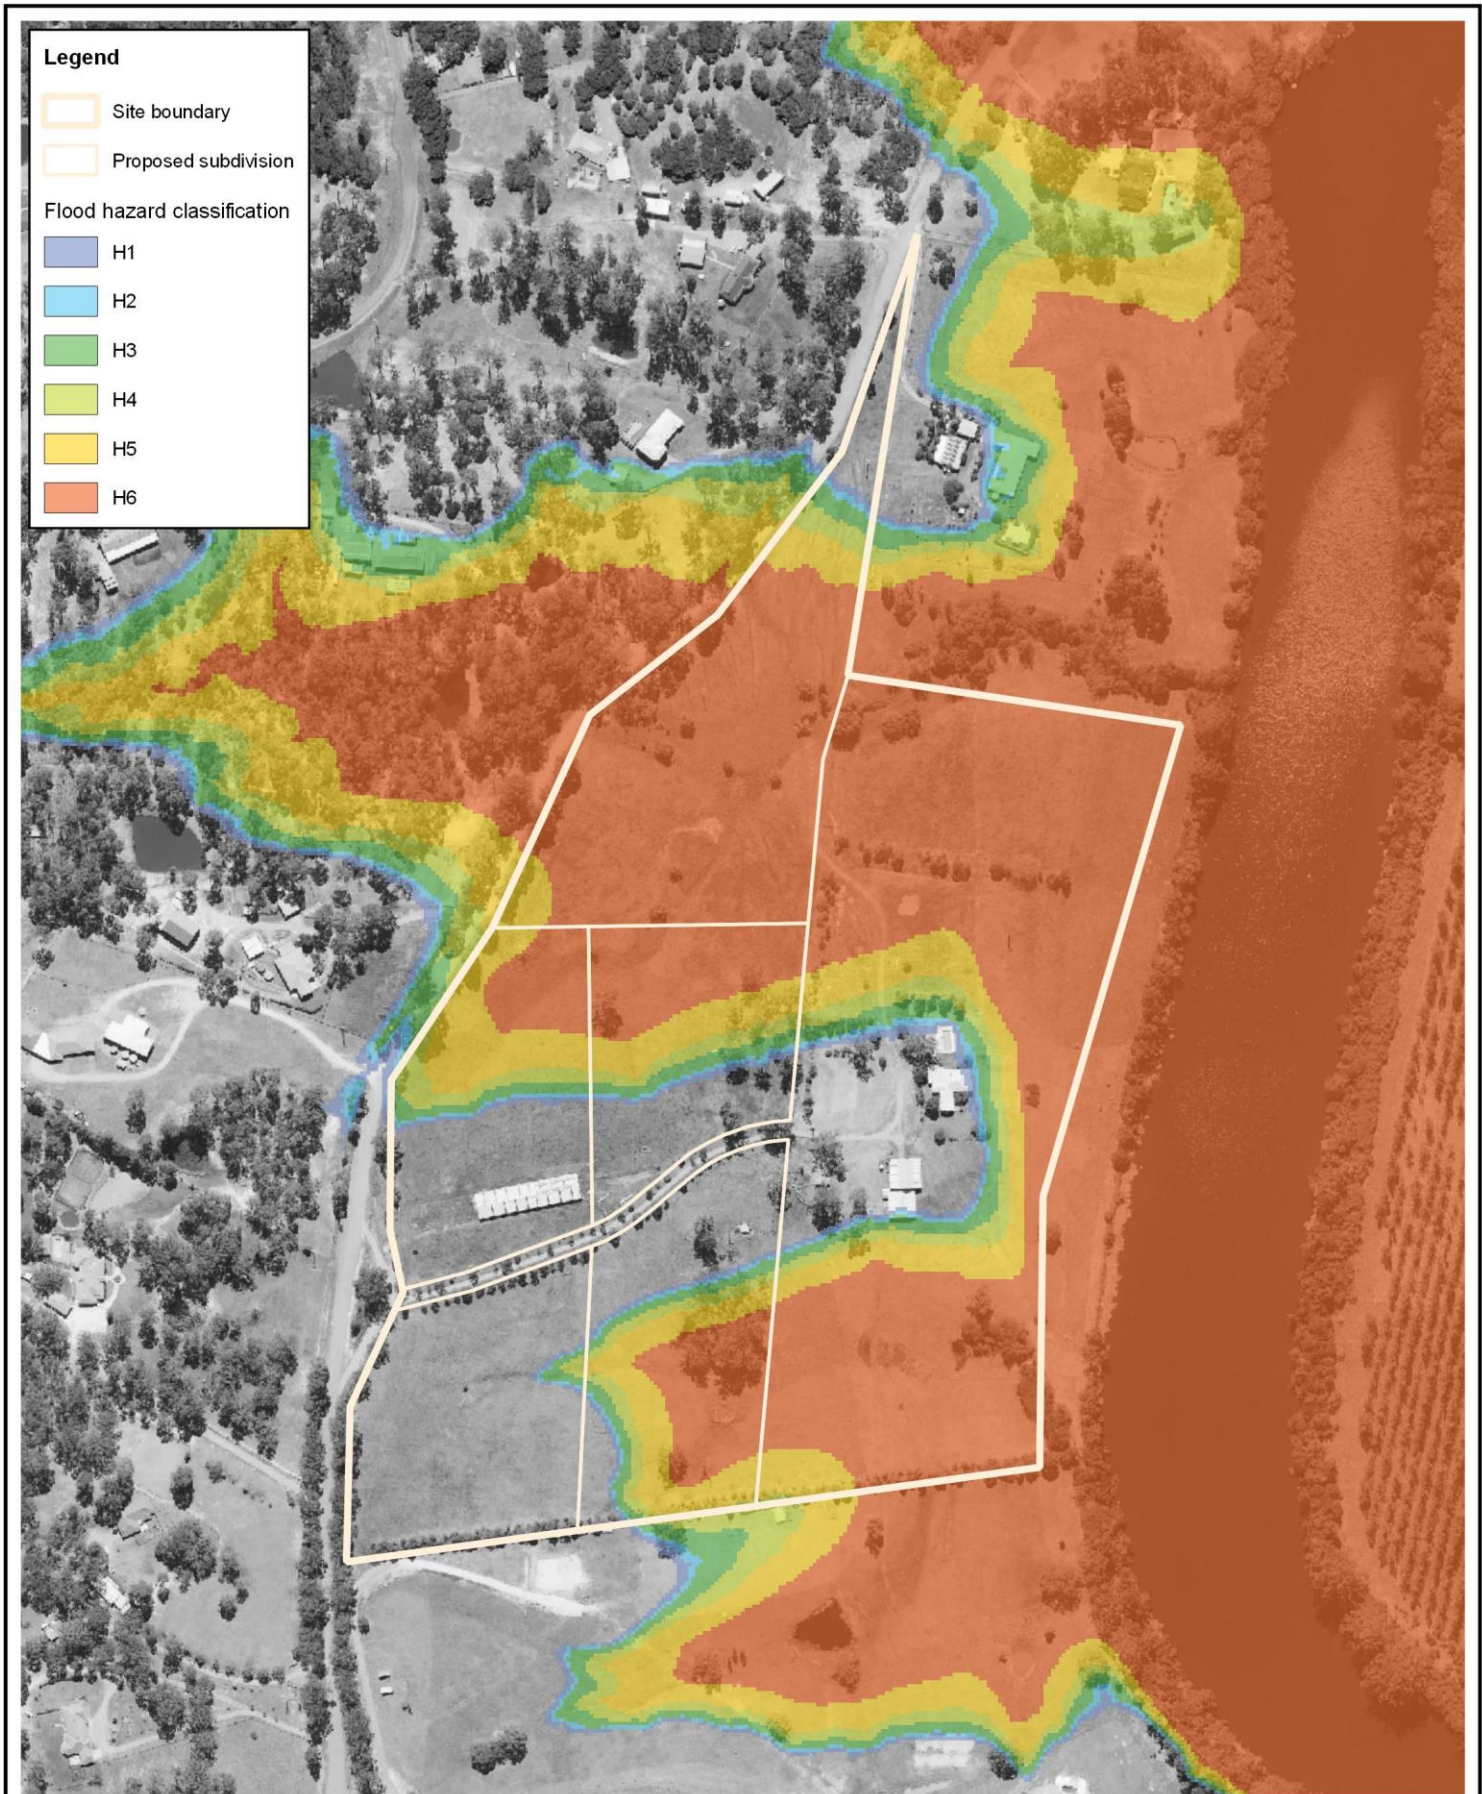 Legend
Site boundary
Proposed subdivision
Flood hazard classification
H1
H2
H3
H4
H5
H6